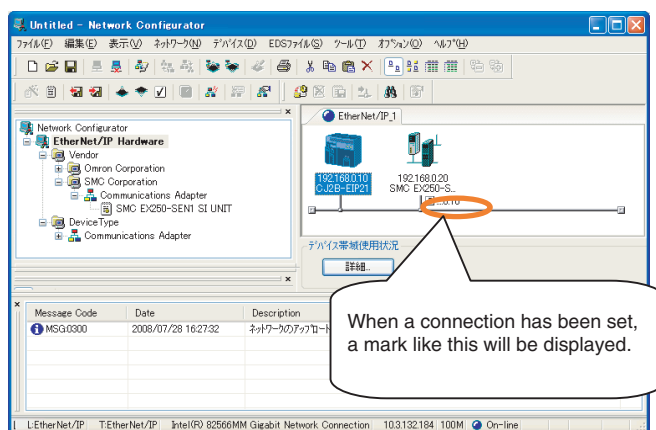 Untitled - Network Configurator
ファイル(F) 編集(E) 表示(V) ネットワーク(N) デバイス(D) EDSファイル(S) ツール(T) オプション(O) ヘルプ(H)
Network Configurator
EtherNet/IP Hardware
Vendor
Omron Corporation
SMC Corporation
Communications Adapter
SMC EX250-SEN1 SI UNIT
DeviceType
Communications Adapter
EtherNet/IP_1
192.168.0.10
CJ2B-EIP21
192.168.0.20
SMC EX250-S...
デバイス帯域使用状況
詳細...
When a connection has been set,
a mark like this will be displayed.
Message Code Date Description
MSG:0300 2008/07/28 16:27:32 ネットワークのアップロード
L:EtherNet/IP T:EtherNet/IP Intel(R) 82566MM Gigabit Network Connection 10.3.132.184 100M On-line